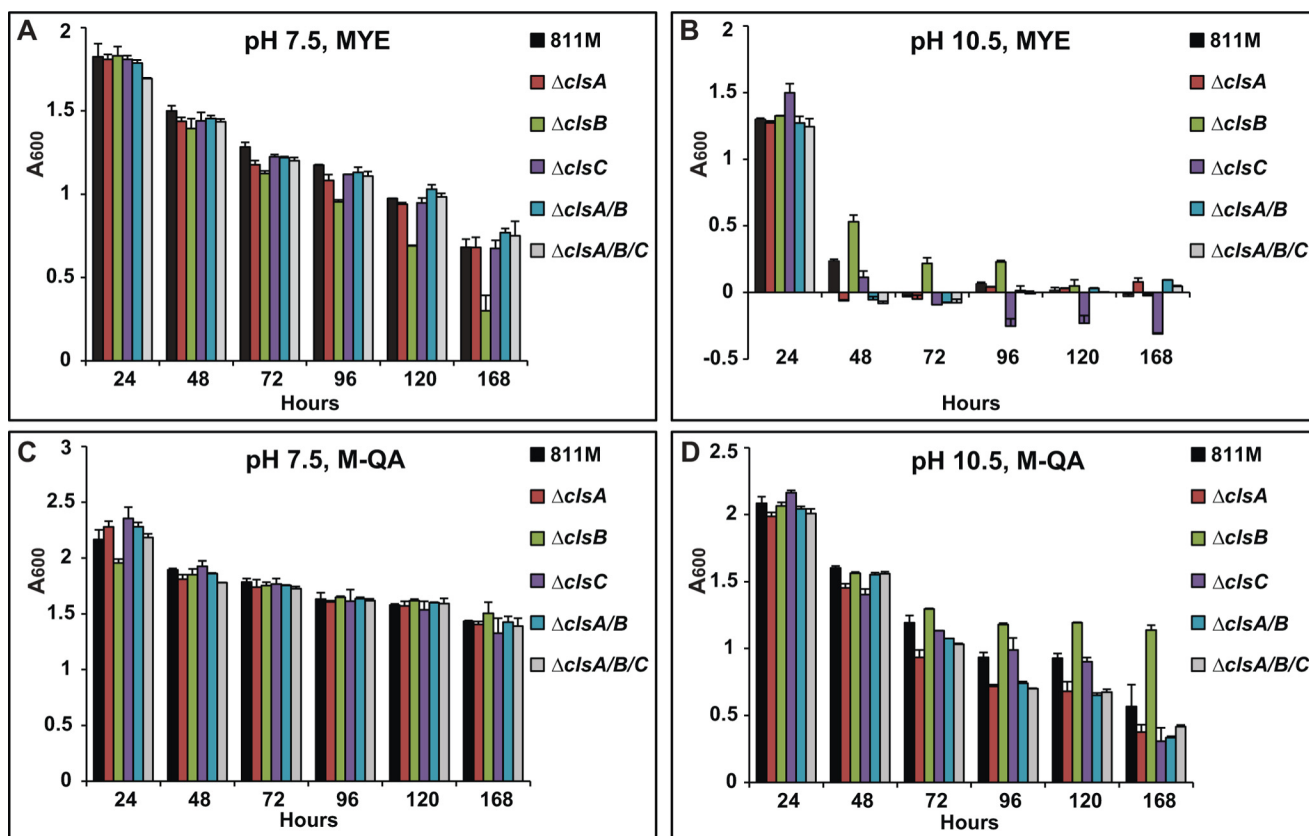 A
pH 7.5, MYE
2
1.5
1
0.5
0
A600
24 48 72 96 120 168
Hours
811M
ΔclsA
ΔclsB
ΔclsC
ΔclsA/B
ΔclsA/B/C
B
pH 10.5, MYE
2
1.5
1
0.5
0
-0.5
A600
24 48 72 96 120 168
Hours
811M
ΔclsA
ΔclsB
ΔclsC
ΔclsA/B
ΔclsA/B/C
C
pH 7.5, M-QA
3
2.5
2
1.5
1
0.5
0
A600
24 48 72 96 120 168
Hours
811M
ΔclsA
ΔclsB
ΔclsC
ΔclsA/B
ΔclsA/B/C
D
pH 10.5, M-QA
2.5
2
1.5
1
0.5
0
A600
24 48 72 96 120 168
Hours
811M
ΔclsA
ΔclsB
ΔclsC
ΔclsA/B
ΔclsA/B/C